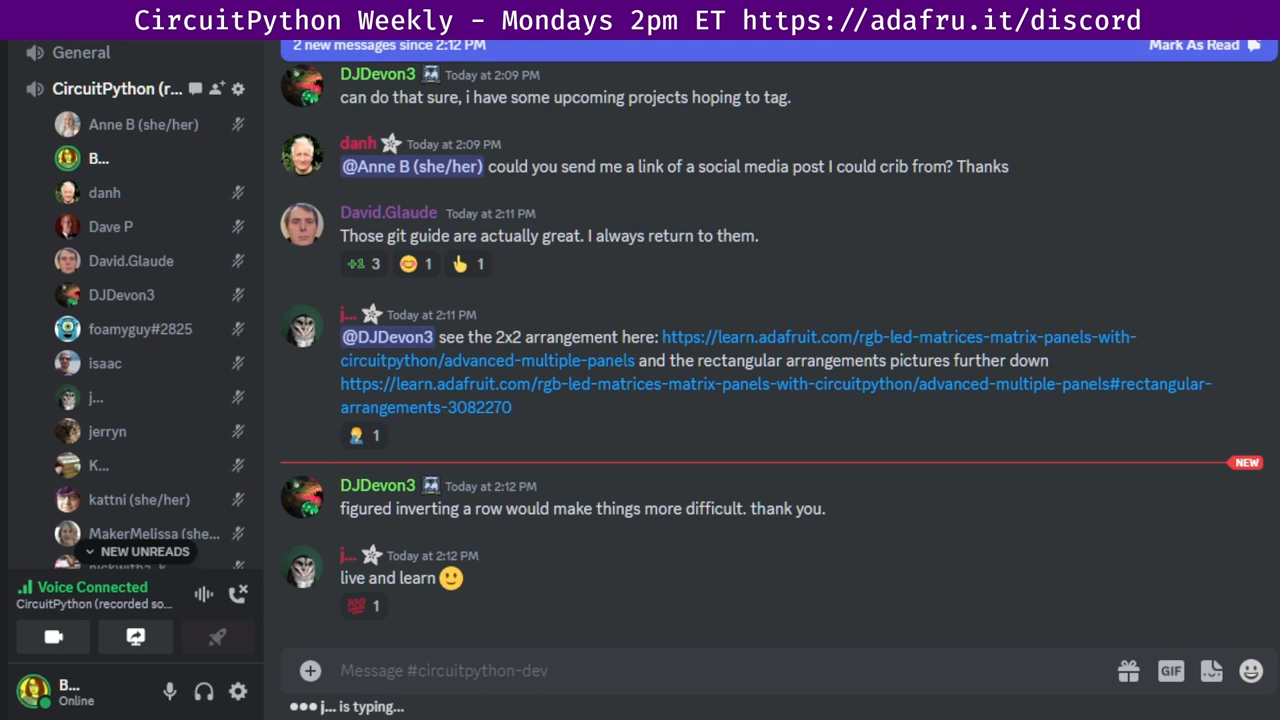 CircuitPython Weekly - Mondays 2pm ET https://adafru.it/discord
General
CircuitPython (r...
Anne B (she/her)
B...
danh
Dave P
David.Glaude
DJDevon3
foamyguy#2825
isaac
j...
jerryn
K...
kattni (she/her)
MakerMelissa (she...
NEW UNREADS
Voice Connected
CircuitPython (recorded so...
B...
Online
2 new messages since 2:12 PM
Mark As Read
DJDevon3 Today at 2:09 PM
can do that sure, i have some upcoming projects hoping to tag.
danh Today at 2:09 PM
@Anne B (she/her) could you send me a link of a social media post I could crib from? Thanks
David.Glaude Today at 2:11 PM
Those git guide are actually great. I always return to them.
+1 3 1 1
j... Today at 2:11 PM
@DJDevon3 see the 2x2 arrangement here: https://learn.adafruit.com/rgb-led-matrices-matrix-panels-with-
circuitpython/advanced-multiple-panels and the rectangular arrangements pictures further down
https://learn.adafruit.com/rgb-led-matrices-matrix-panels-with-circuitpython/advanced-multiple-panels#rectangular-
arrangements-3082270
1
NEW
DJDevon3 Today at 2:12 PM
figured inverting a row would make things more difficult. thank you.
j... Today at 2:12 PM
live and learn
100 1
Message #circuitpython-dev
GIF
j... is typing...